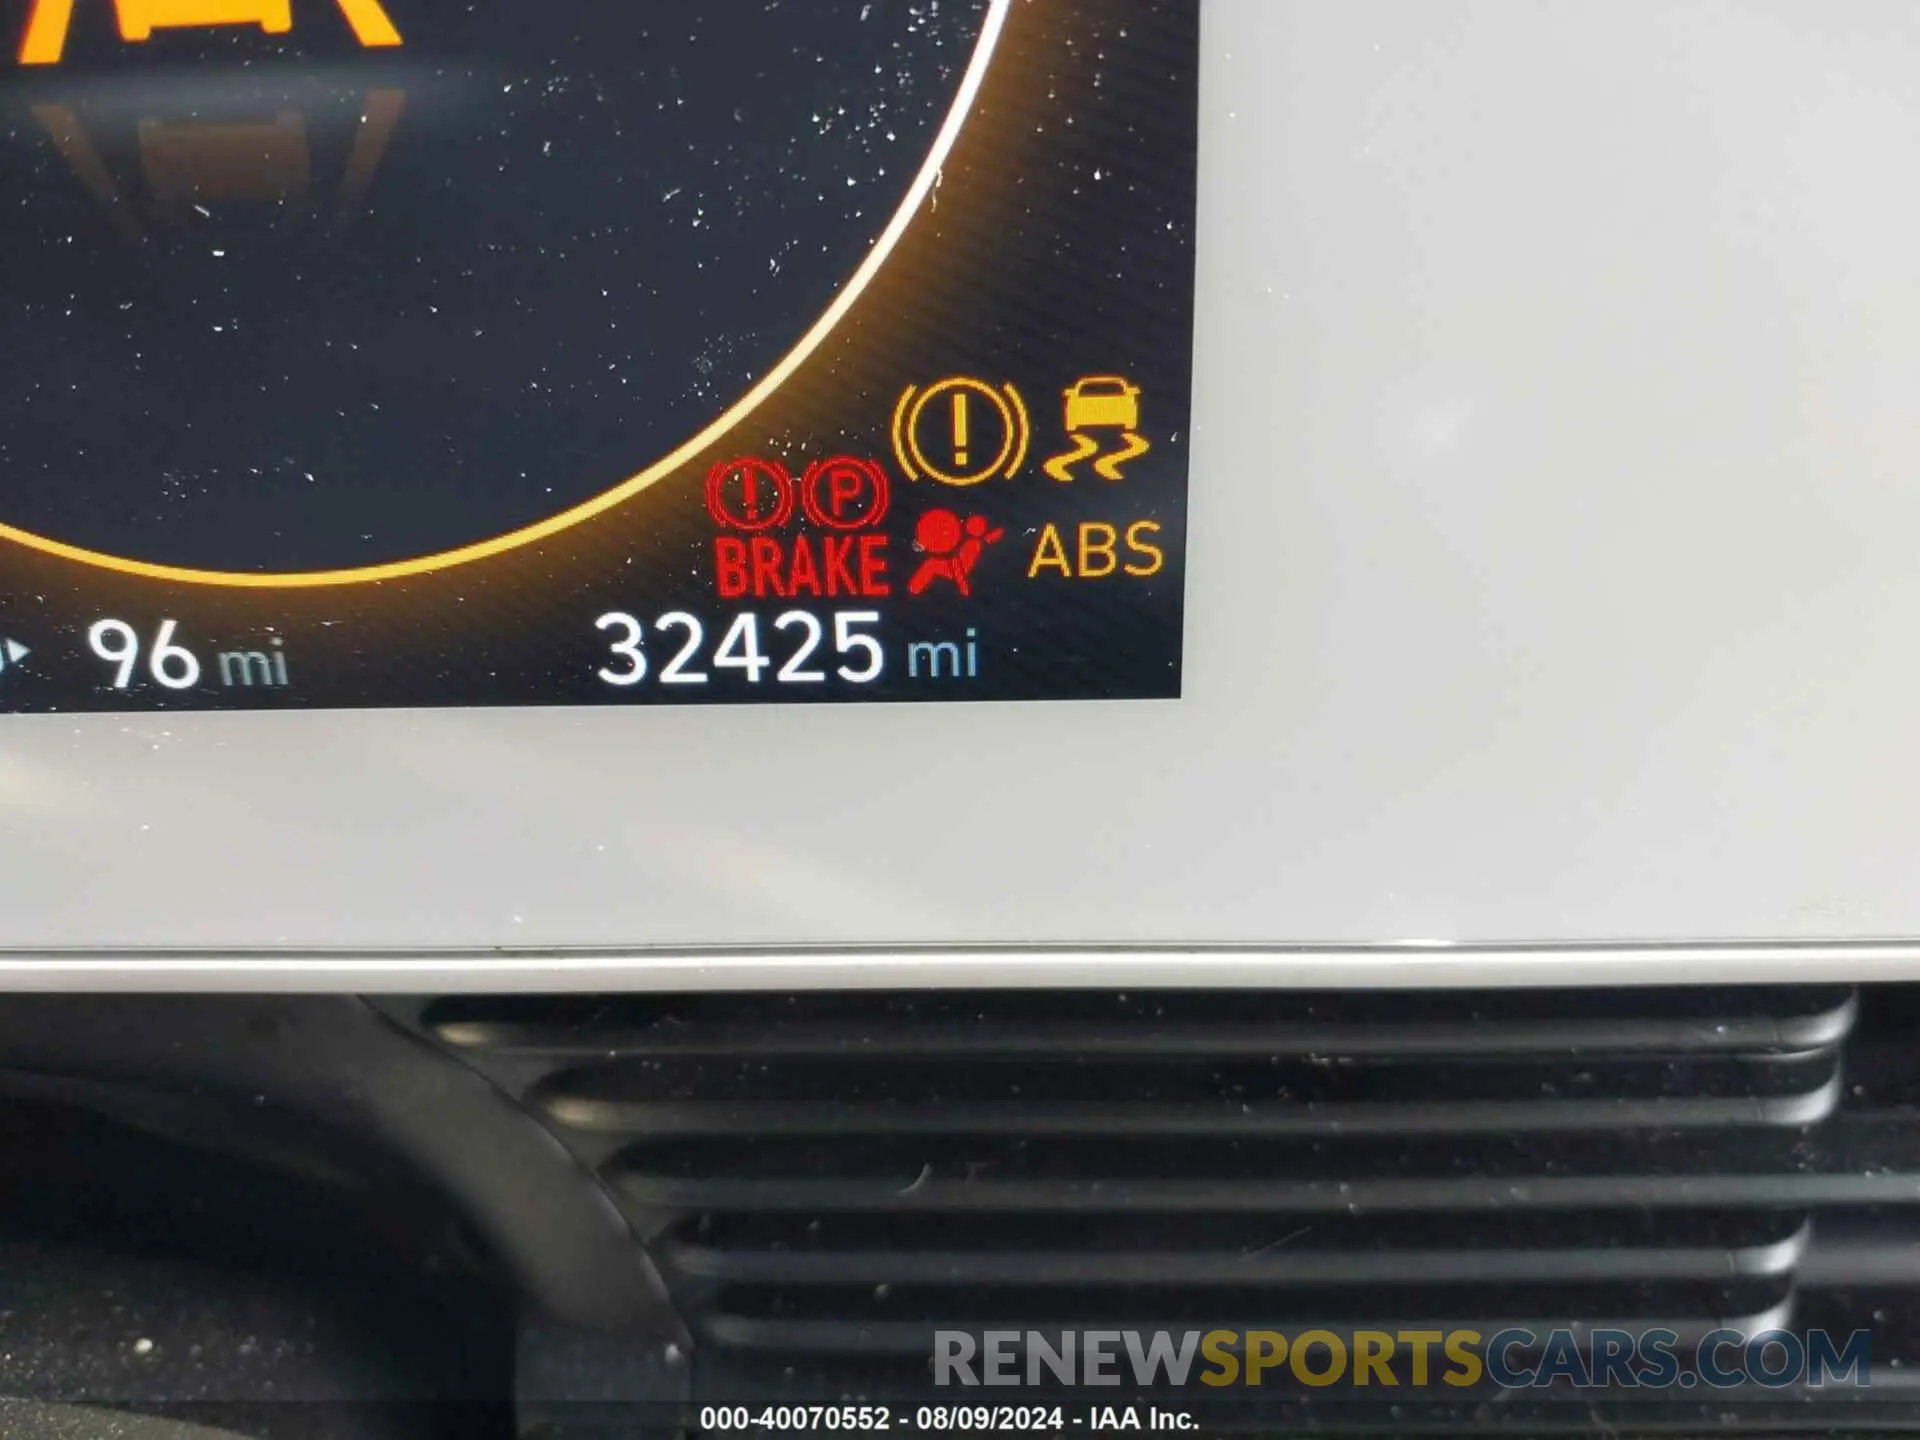 P
BRAKE
ABS
96 mi
32425 mi
RENEWSPORTSCARS.COM
000-40070552 - 08/09/2024 - IAA Inc.